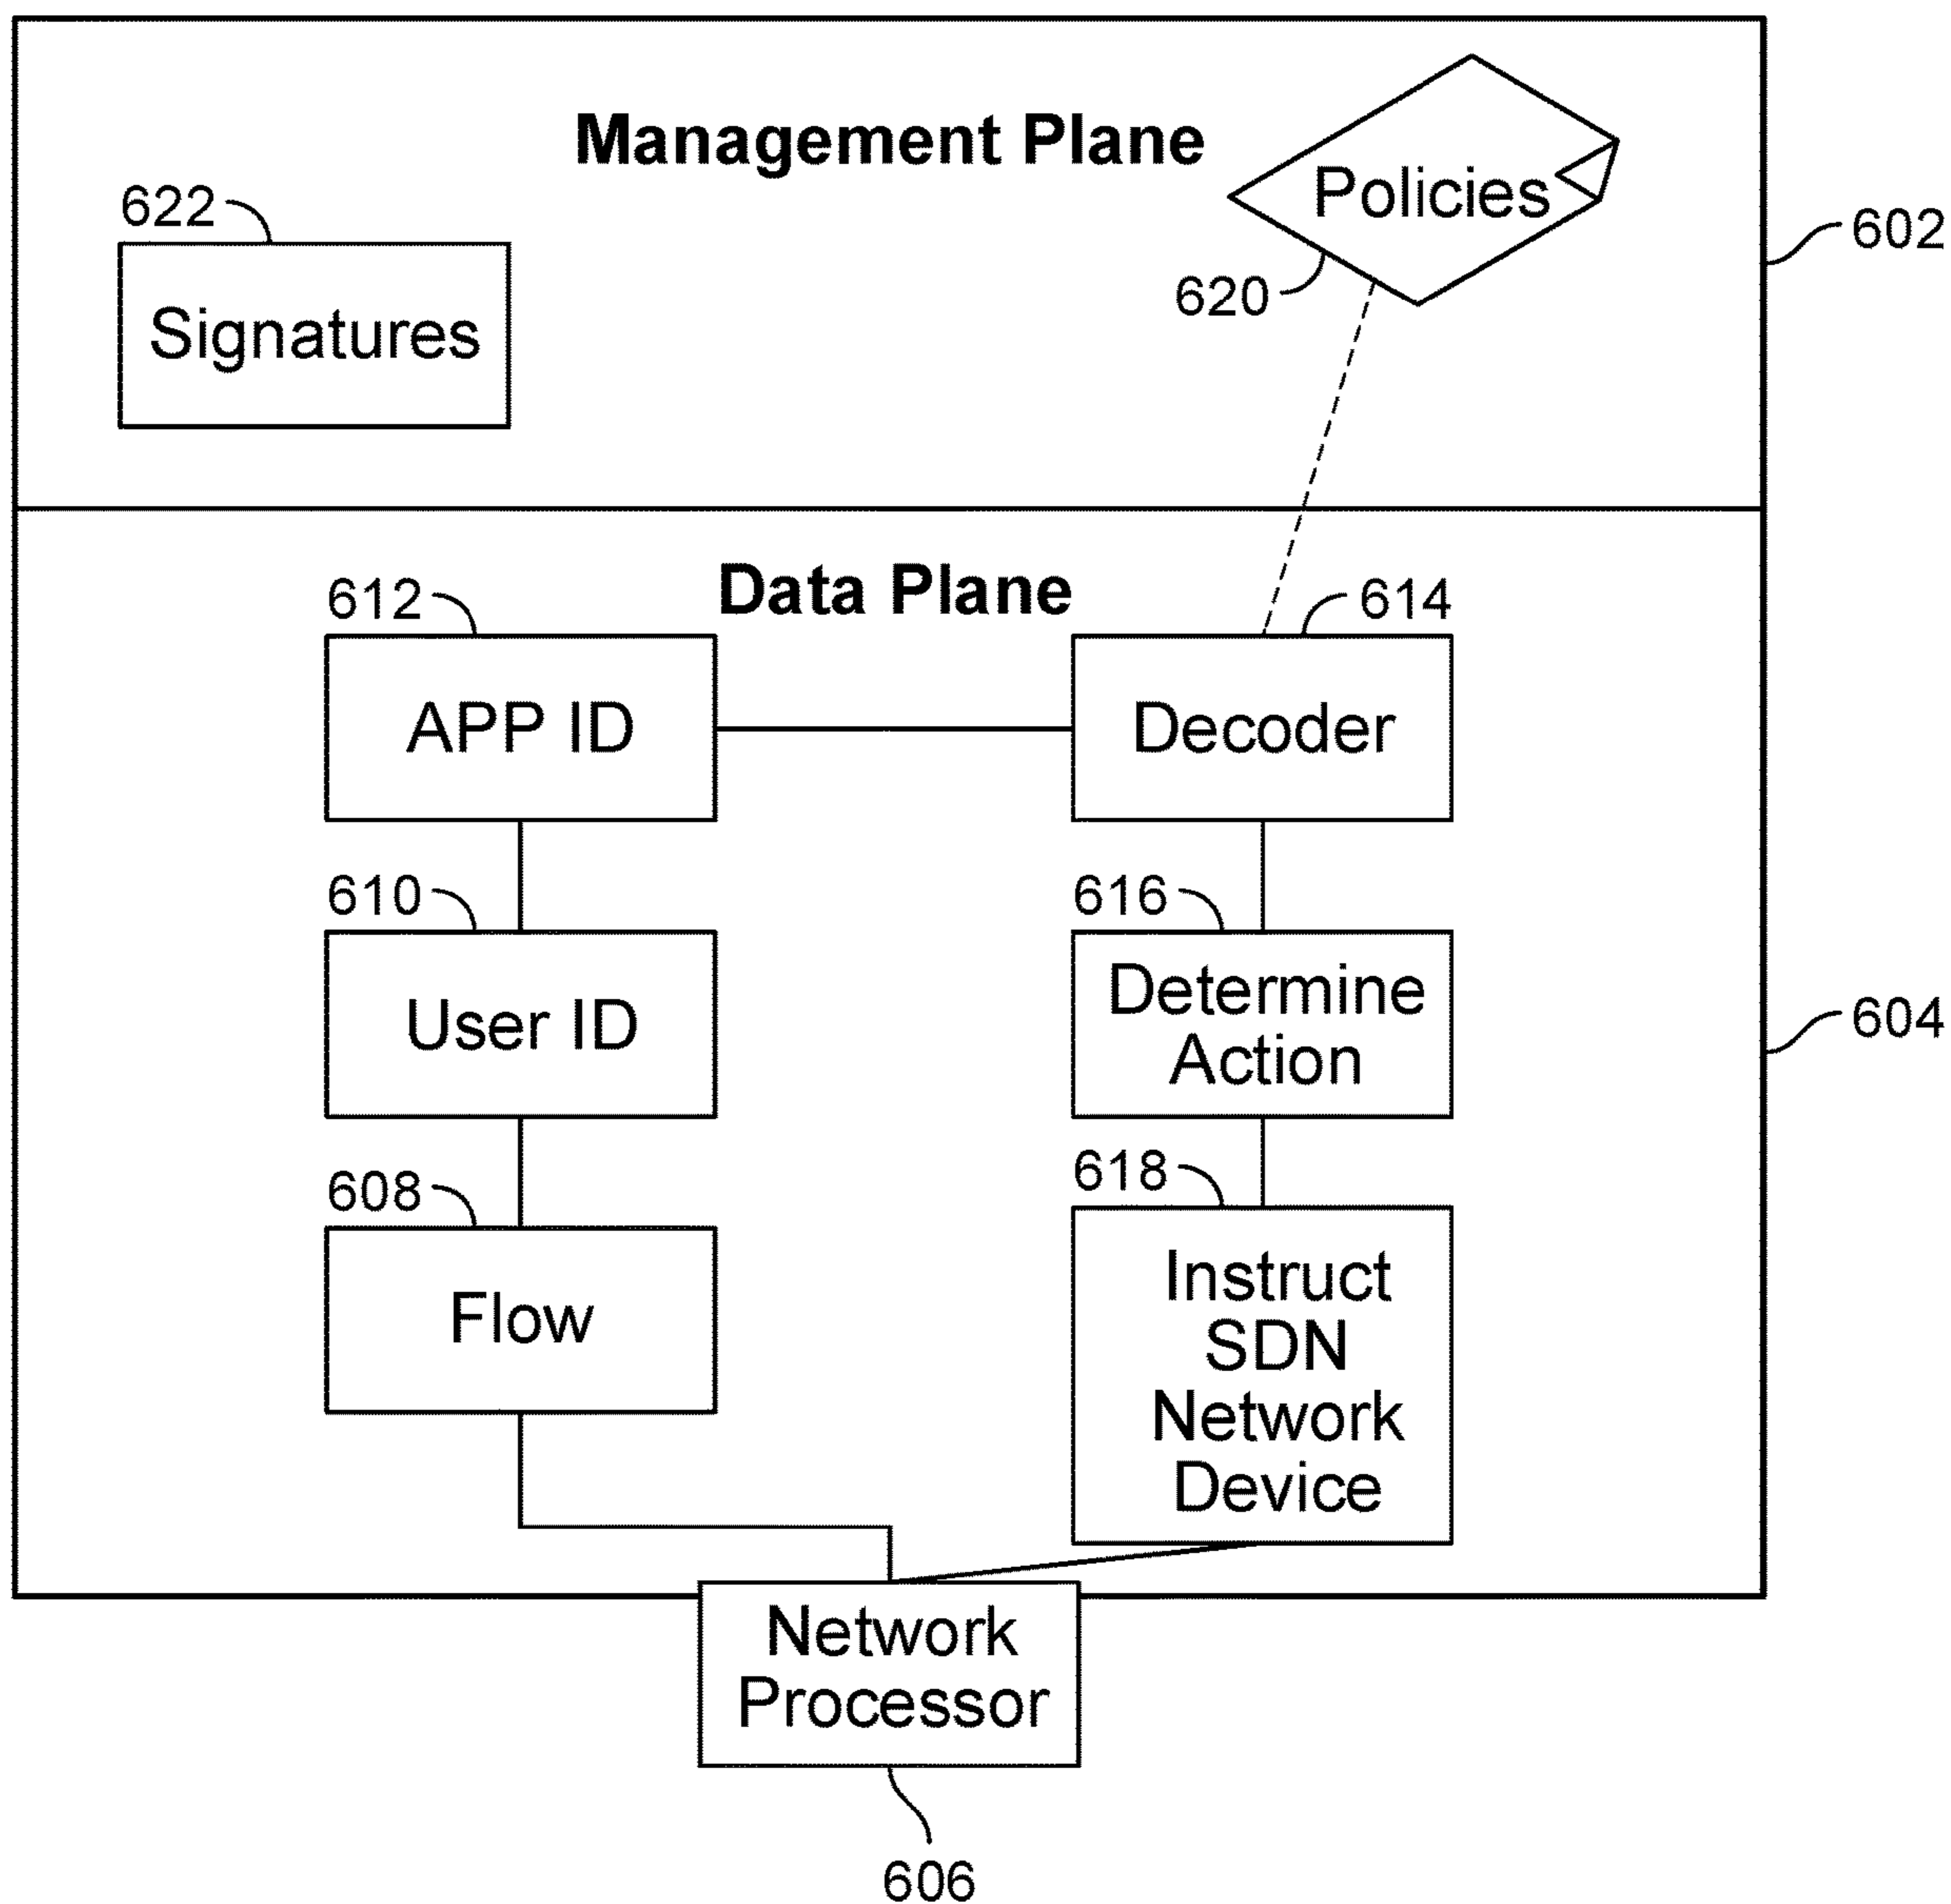 Management Plane
Policies
622
602
620
Signatures
Data Plane
612
614
APP ID
Decoder
610
616
User ID
Determine
Action
604
608
618
Flow
Instruct
SDN
Network
Device
Network
Processor
606